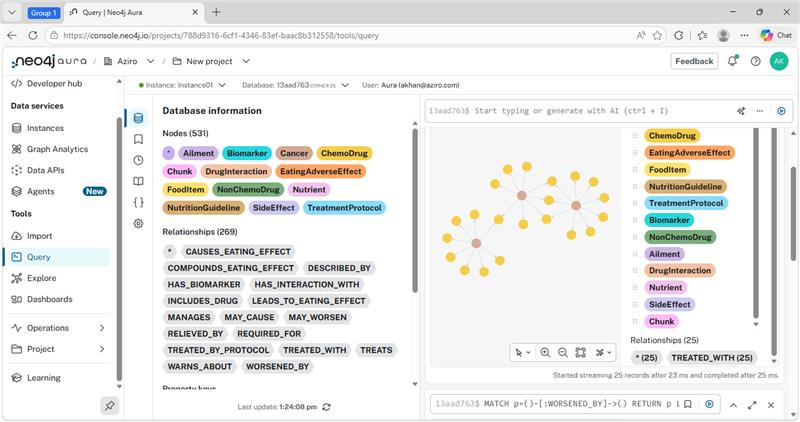 Group 1
Query | Neo4j Aura
https://console.neo4j.io/projects/788d9316-6cf1-4346-83ef-baac8b312558/tools/query
Chat
neo4j aura
Aziro
New project
Feedback
AK
Developer hub
Data services
Instances
Graph Analytics
Data APIs
Agents
New
Tools
Import
Query
Explore
Dashboards
Operations
Project
Learning
Instance: Instance01
Database: 13aad763 CYPHER 25
User: Aura (akhan@aziro.com)
Database information
Nodes (531)
* Ailment Biomarker Cancer ChemoDrug
Chunk DrugInteraction EatingAdverseEffect
FoodItem NonChemoDrug Nutrient
NutritionGuideline SideEffect TreatmentProtocol
Relationships (269)
* CAUSES_EATING_EFFECT
COMPOUNDS_EATING_EFFECT DESCRIBED_BY
HAS_BIOMARKER HAS_INTERACTION_WITH
INCLUDES_DRUG LEADS_TO_EATING_EFFECT
MANAGES MAY_CAUSE MAY_WORSEN
RELIEVED_BY REQUIRED_FOR
TREATED_BY_PROTOCOL TREATED_WITH TREATS
WARNS_ABOUT WORSENED_BY
Property keys
Last update: 1:24:08 PM
13aad763$ Start typing or generate with AI (ctrl + I)
ChemoDrug
EatingAdverseEffect
FoodItem
NutritionGuideline
TreatmentProtocol
Biomarker
NonChemoDrug
Ailment
DrugInteraction
Nutrient
SideEffect
Chunk
Relationships (25)
* (25) TREATED_WITH (25)
Started streaming 25 records after 23 ms and completed after 25 ms.
13aad763$ MATCH p=()-[:WORSENED_BY]->() RETURN p L